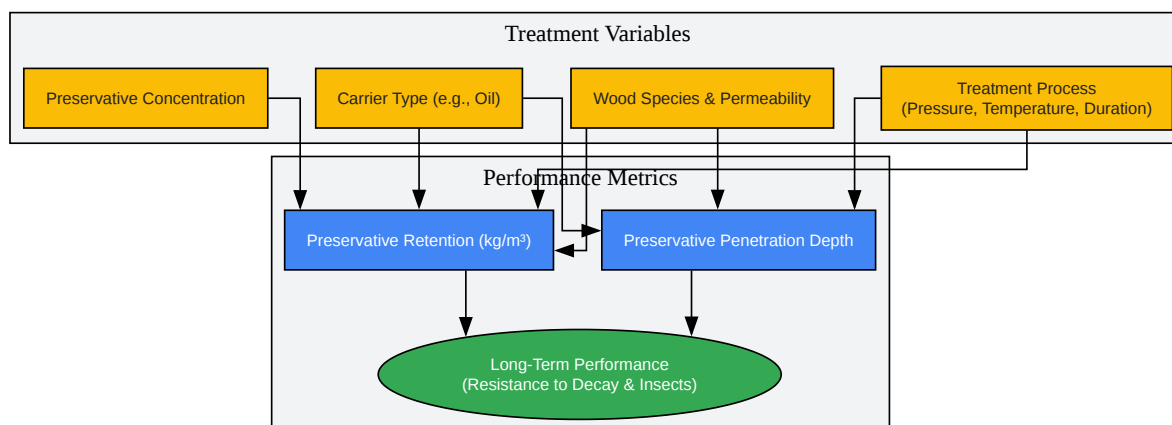 Treatment Variables
Preservative Concentration
Carrier Type (e.g., Oil)
Wood Species & Permeability
Treatment Process
(Pressure, Temperature, Duration)
Performance Metrics
Preservative Retention (kg/m³)
Preservative Penetration Depth
Long-Term Performance
(Resistance to Decay & Insects)